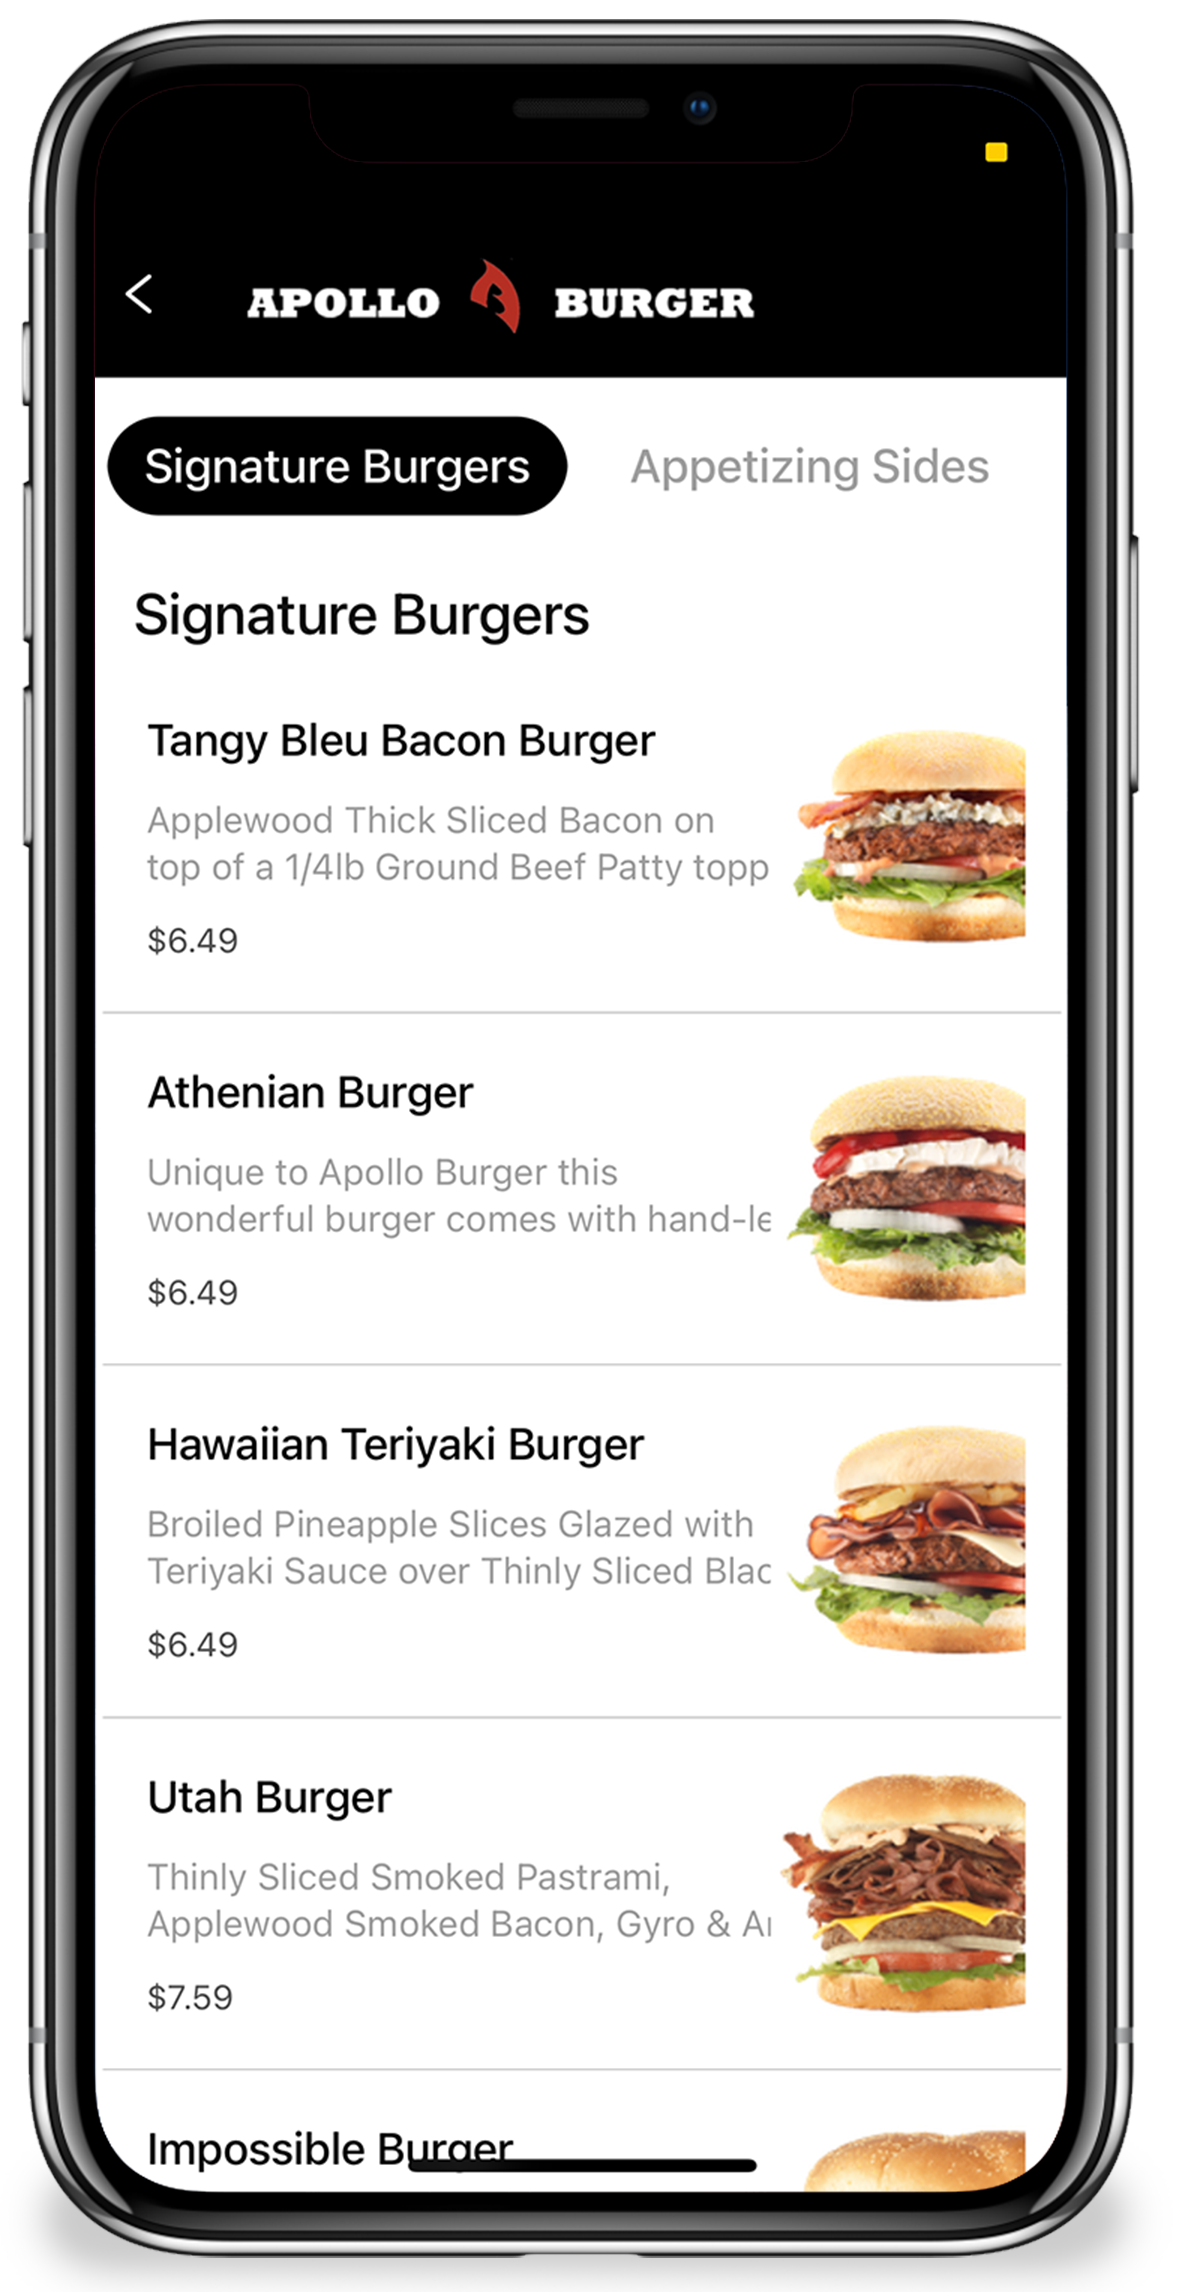 APOLLO BURGER
Signature Burgers
Appetizing Sides
Signature Burgers
Tangy Bleu Bacon Burger
Applewood Thick Sliced Bacon on
top of a 1/4lb Ground Beef Patty topp
$6.49
Athenian Burger
Unique to Apollo Burger this
wonderful burger comes with hand-le
$6.49
Hawaiian Teriyaki Burger
Broiled Pineapple Slices Glazed with
Teriyaki Sauce over Thinly Sliced Blac
$6.49
Utah Burger
Thinly Sliced Smoked Pastrami,
Applewood Smoked Bacon, Gyro & A
$7.59
Impossible Burger